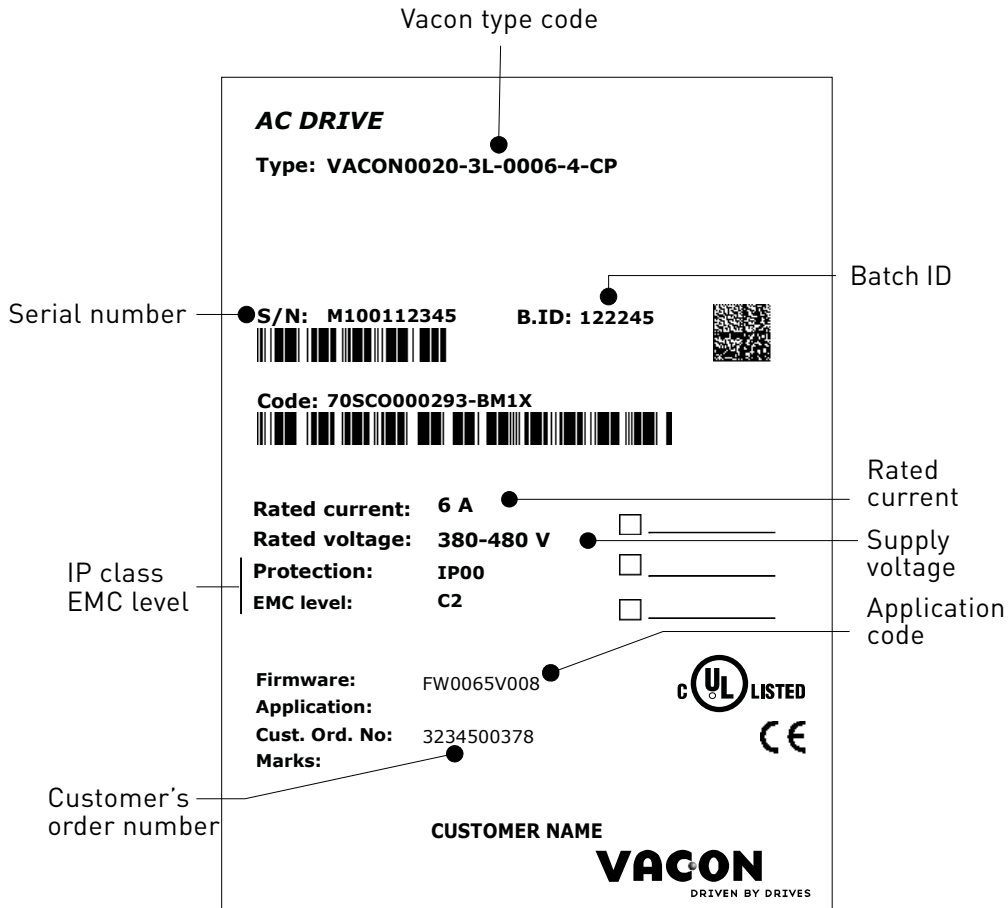 Vacon type code
AC DRIVE
Type: VACON0020-3L-0006-4-CP
Batch ID
Serial number
S/N: M100112345 B.ID: 122245
Code: 70SCO000293-BM1X
Rated
current
Rated current: 6 A
Rated voltage: 380-480 V
Supply
voltage
IP class
EMC level
Protection: IP00
EMC level: C2
Application
code
Firmware: FW0065V008
Application:
Cust. Ord. No: 3234500378
Marks:
C UL LISTED
CE
Customer's
order number
CUSTOMER NAME
VACON
DRIVEN BY DRIVES